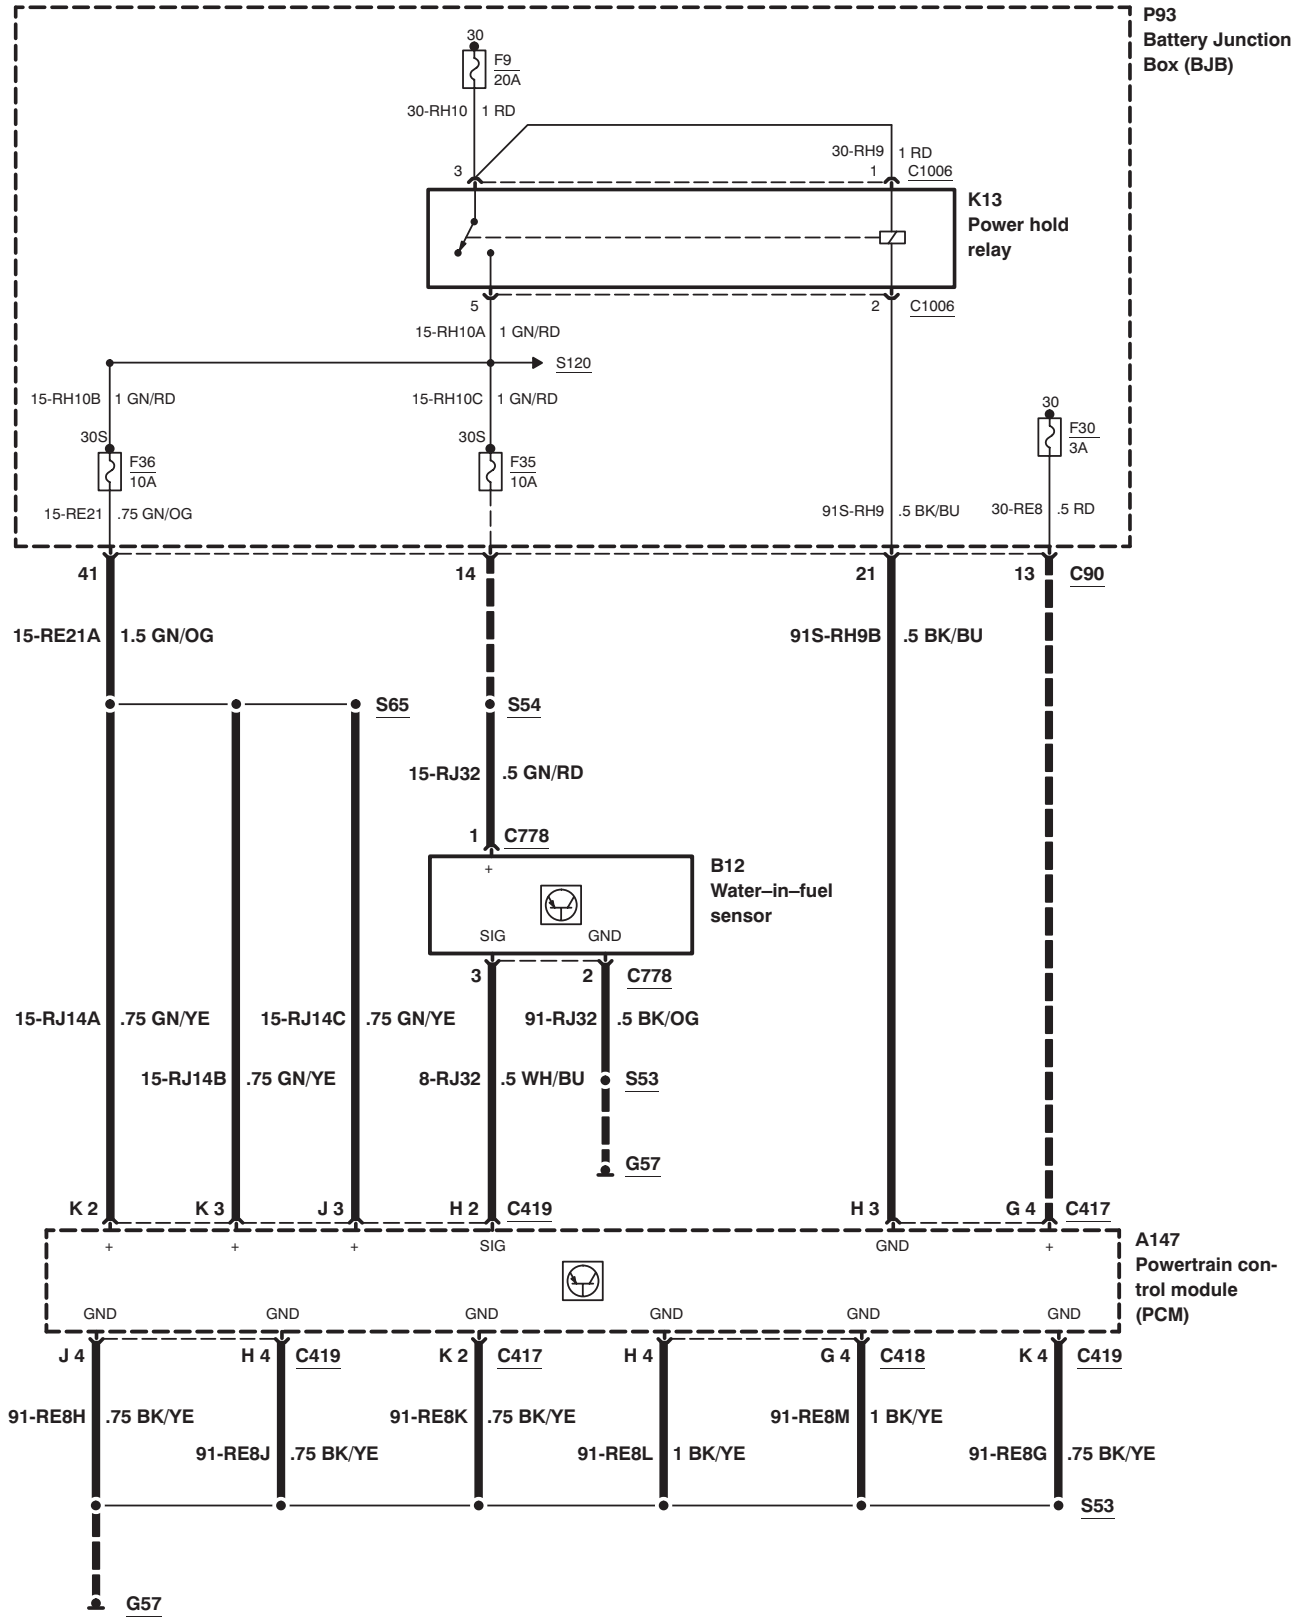 P93
Battery Junction
Box (BJB)
30
F9
20A
30-RH10 1 RD
30-RH9 1 RD
3 1 C1006
K13
Power hold
relay
5 2 C1006
15-RH10A 1 GN/RD
S120
15-RH10B 1 GN/RD 15-RH10C 1 GN/RD
30
30S 30S F30
3A
F36 F35
10A 10A
15-RE21 .75 GN/OG 91S-RH9 .5 BK/BU 30-RE8 .5 RD
41 14 21 13 C90
15-RE21A 1.5 GN/OG 91S-RH9B .5 BK/BU
S65 S54
15-RJ32 .5 GN/RD
1 C778
+
B12
Water–in–fuel
sensor
SIG GND
3 2 C778
15-RJ14A .75 GN/YE 15-RJ14C .75 GN/YE 91-RJ32 .5 BK/OG
15-RJ14B .75 GN/YE 8-RJ32 .5 WH/BU S53
G57
K 2 K 3 J 3 H 2 C419 H 3 G 4 C417
+ + + SIG GND +
A147
Powertrain con-
trol module
(PCM)
GND GND GND GND GND GND
J 4 H 4 C419 K 2 C417 H 4 G 4 C418 K 4 C419
91-RE8H .75 BK/YE 91-RE8K .75 BK/YE 91-RE8M 1 BK/YE
91-RE8J .75 BK/YE 91-RE8L 1 BK/YE 91-RE8G .75 BK/YE
S53
G57